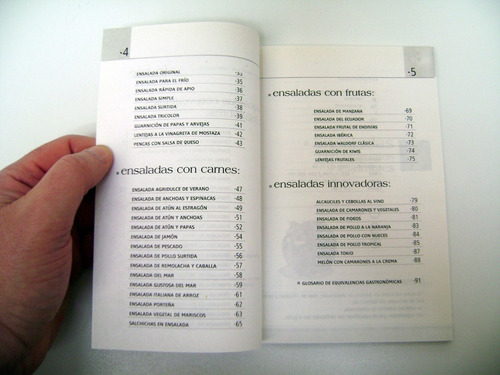 ·4
ENSALADA ORIGINAL ·33
ENSALADA PARA EL FRÍO ·35
ENSALADA RÁPIDA DE APIO ·36
ENSALADA SIMPLE ·37
ENSALADA SURTIDA ·38
ENSALADA TRICOLOR ·39
GUARNICIÓN DE PAPAS Y ARVEJAS ·41
LENTEJAS A LA VINAGRETA DE MOSTAZA ·42
PENCAS CON SALSA DE QUESO ·43
·ensaladas con carnes:
ENSALADA AGRIDULCE DE VERANO ·47
ENSALADA DE ANCHOAS Y ESPINACAS ·48
ENSALADA DE ATÚN AL ESTRAGÓN ·49
ENSALADA DE ATÚN Y ANCHOAS ·51
ENSALADA DE ATÚN Y PAPAS ·52
ENSALADA DE JAMÓN ·54
ENSALADA DE PESCADO ·55
ENSALADA DE POLLO SURTIDA ·56
ENSALADA DE REMOLACHA Y CABALLA ·57
ENSALADA DEL MAR ·58
ENSALADA GUSTOSA DEL MAR ·59
ENSALADA ITALIANA DE ARROZ ·61
ENSALADA PORTEÑA ·62
ENSALADA VEGETAL DE MARISCOS ·63
SALCHICHAS EN ENSALADA ·65
·5
·ensaladas con frutas:
ENSALADA DE MANZANA ·69
ENSALADA DEL ECUADOR ·70
ENSALADA FRUTAL DE ENDIVIAS ·71
ENSALADA IBÉRICA ·72
ENSALADA WALDORF CLÁSICA ·73
GUARNICIÓN DE KIWIS ·74
LENTEJAS FRUTALES ·75
·ensaladas innovadoras:
ALCAUCILES Y CEBOLLAS AL VINO ·79
ENSALADA DE CAMARONES Y VEGETALES ·80
ENSALADA DE FIDEOS ·81
ENSALADA DE POLLO A LA NARANJA ·83
ENSALADA DE POLLO CON NUECES ·84
ENSALADA DE POLLO TROPICAL ·85
ENSALADA TOKIO ·87
MELÓN CON CAMARONES A LA CREMA ·88
GLOSARIO DE EQUIVALENCIAS GASTRONÓMICAS ·91